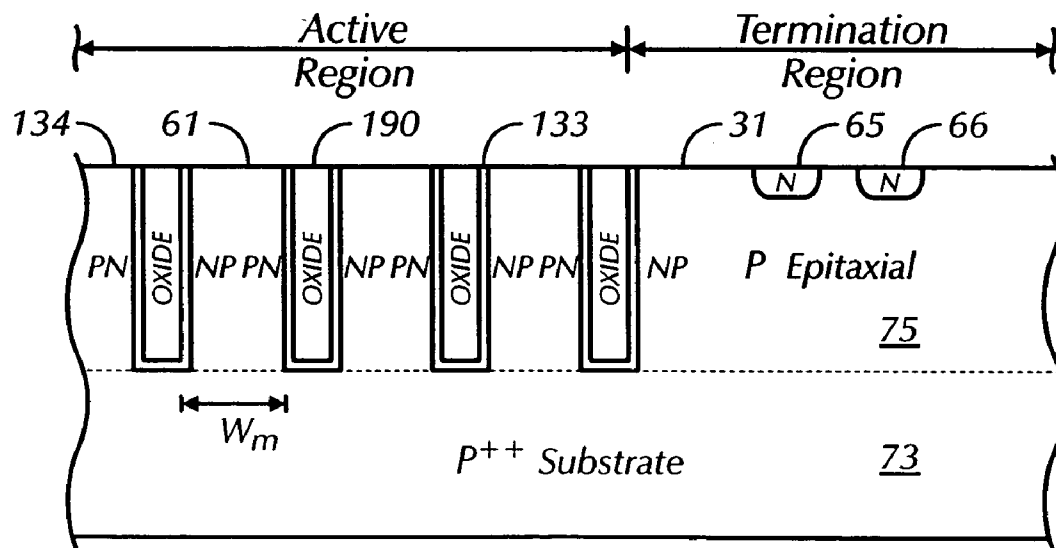 Active
Region
Termination
Region
134 61 190 133 31 65 66
N N
PN OXIDE NP PN OXIDE NP PN OXIDE NP PN OXIDE NP P Epitaxial
75
Wm
P++ Substrate 73